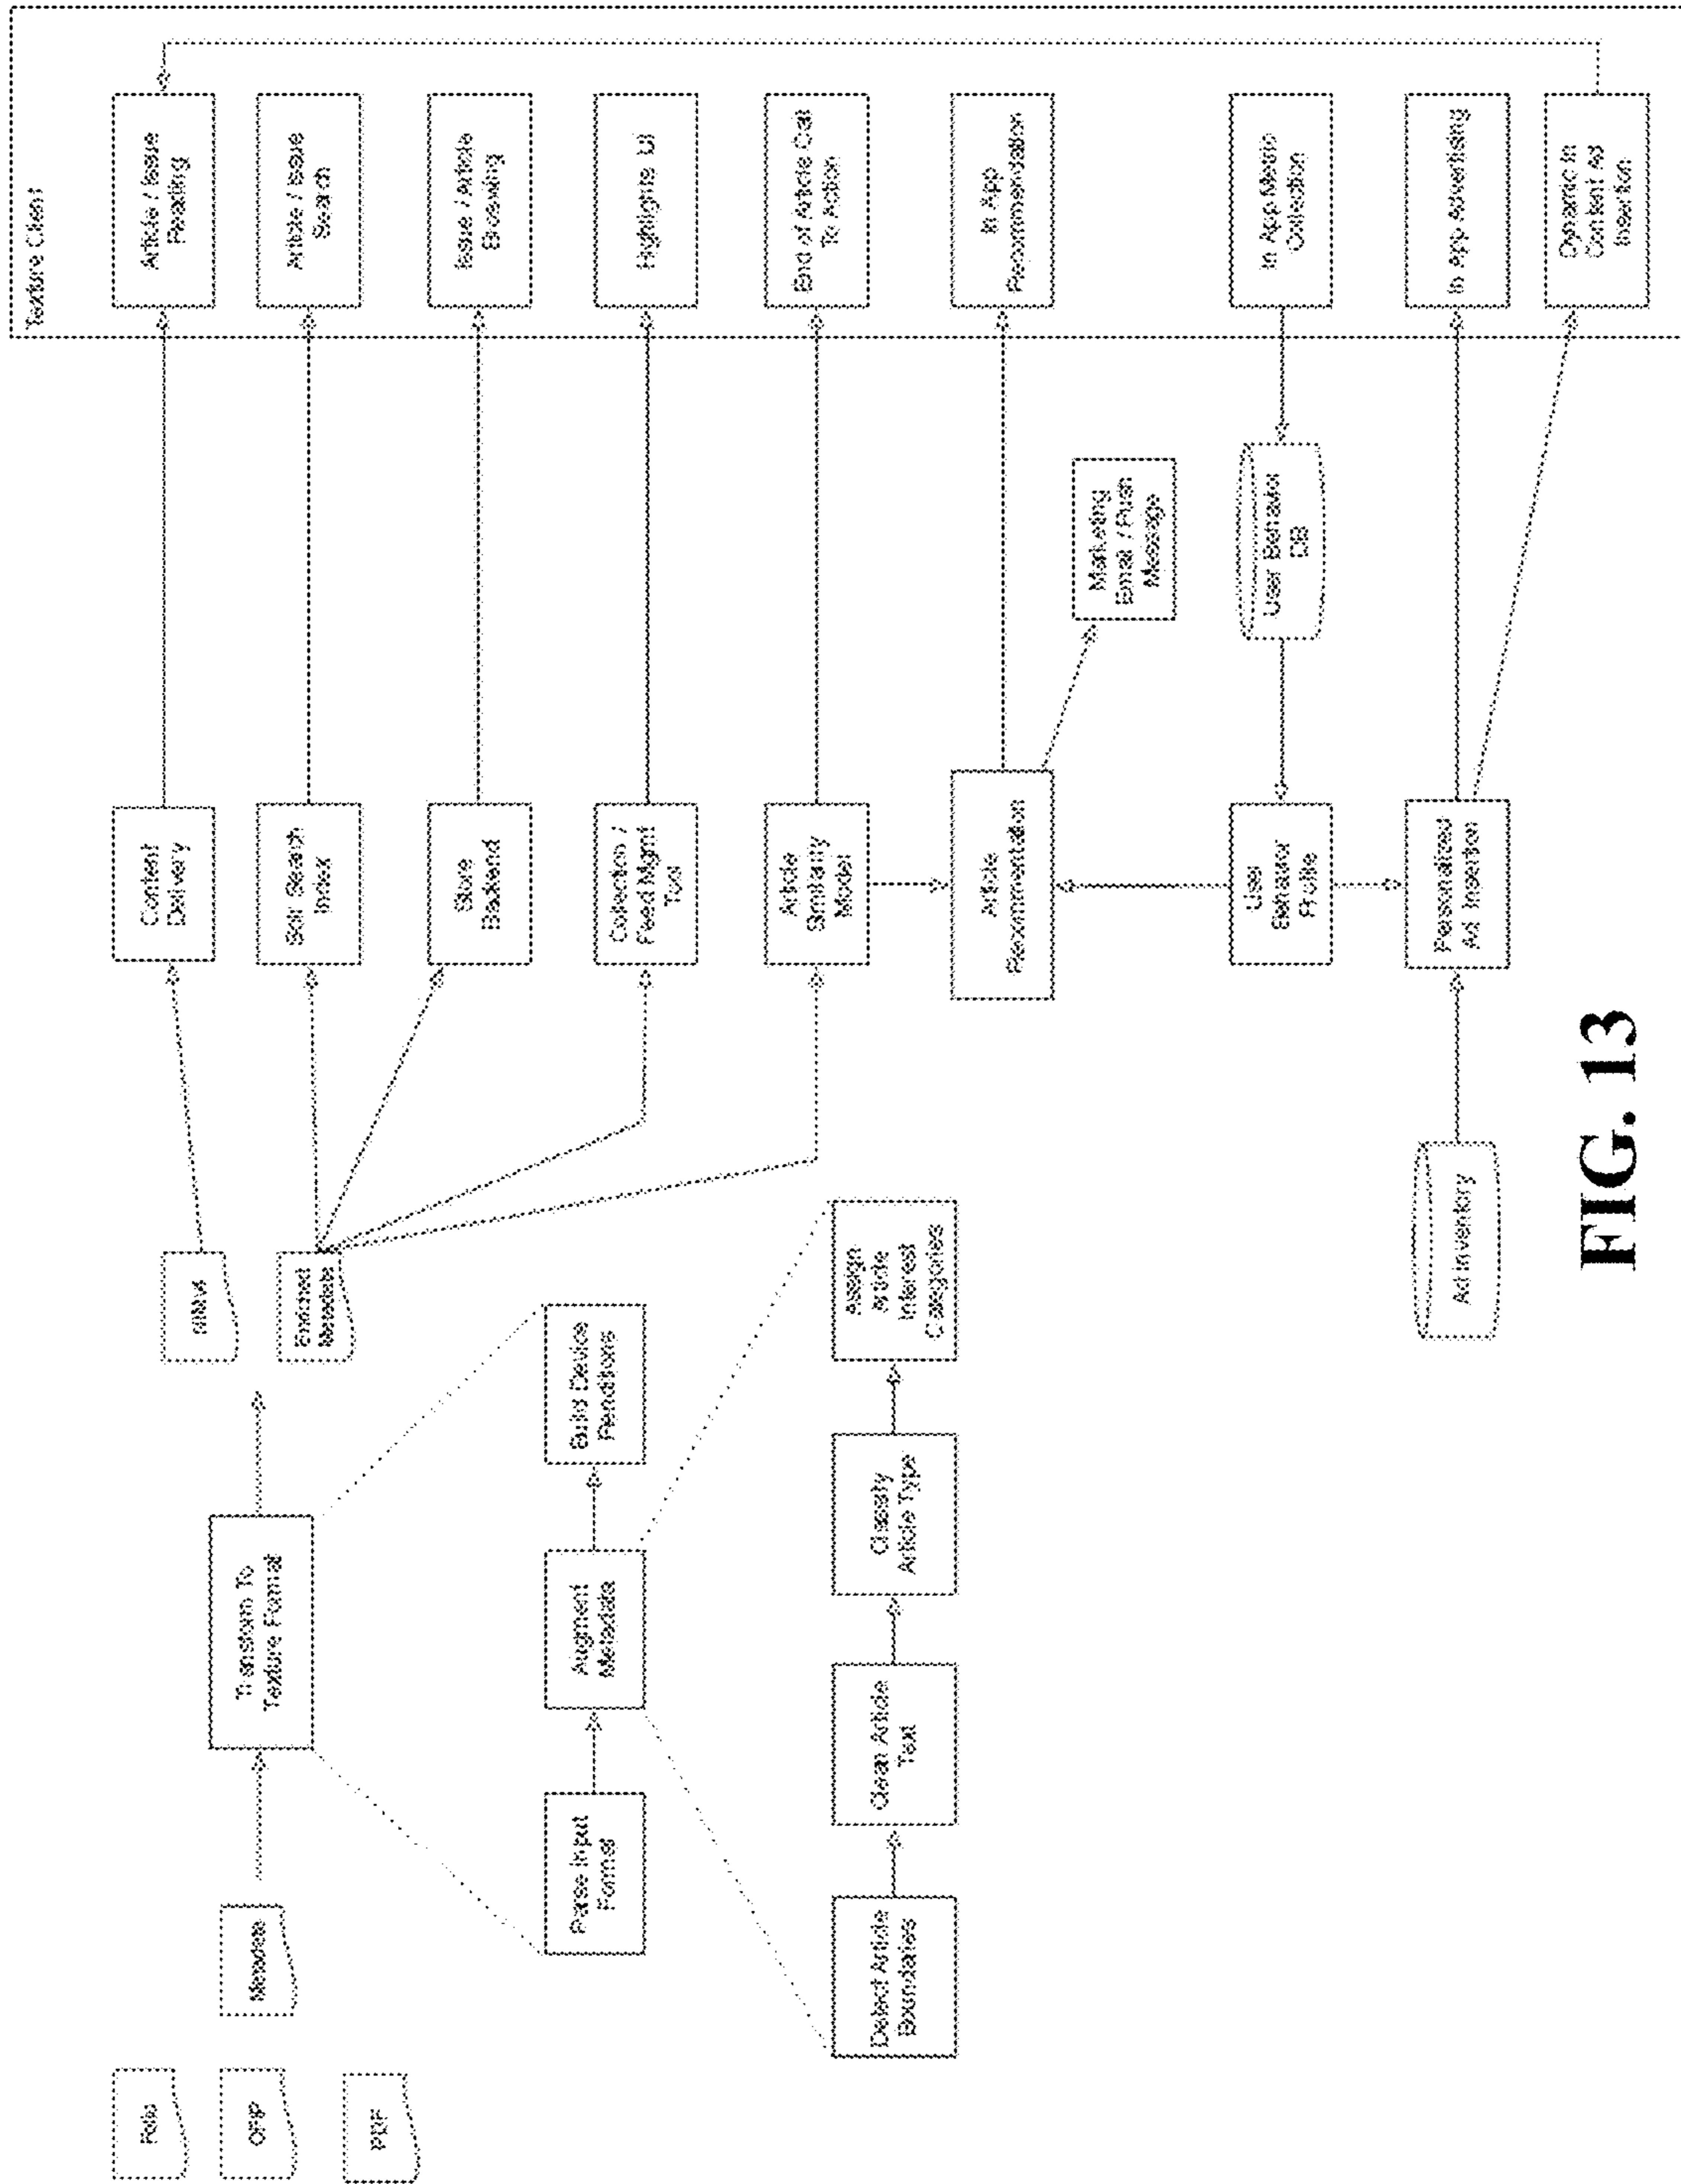 Folio
OFIP
PDF
Metadata
Transform To
Texture Format
Enriched
Metadata
Parse Input
Format
Augment
Metadata
Build Device
Renditions
Detect Article
Boundaries
Clean Article
Text
Classify
Article Type
Assign
Article
Interest
Categories
Content
Delivery
Solr Search
Index
Store
Backend
Collection /
Feed Mgmt
Tool
Article
Similarity
Model
Article
Recommentation
Marketing
Email / Push
Message
User
Behavior
Profile
User Behavior
DB
Personalized
Ad Insertion
Ad Inventory
Texture Client
Article / Issue
Reading
Article / Issue
Search
Issue / Article
Browsing
Highlights UI
End of Article Call
To Action
In App
Recommendation
In App Metric
Collection
In App Advertising
Dynamic In
Content Ad
Insertion
FIG. 13